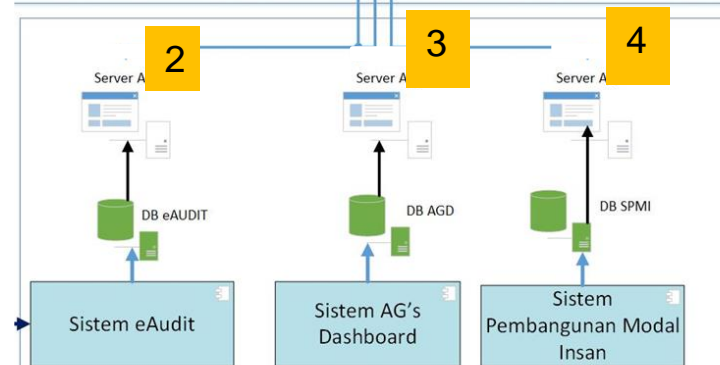 2
3
4
Server A
Server A
Server A
DB eAUDIT
DB AGD
DB SPMI
Sistem eAudit
Sistem AG's
Dashboard
Sistem
Pembangunan Modal
Insan